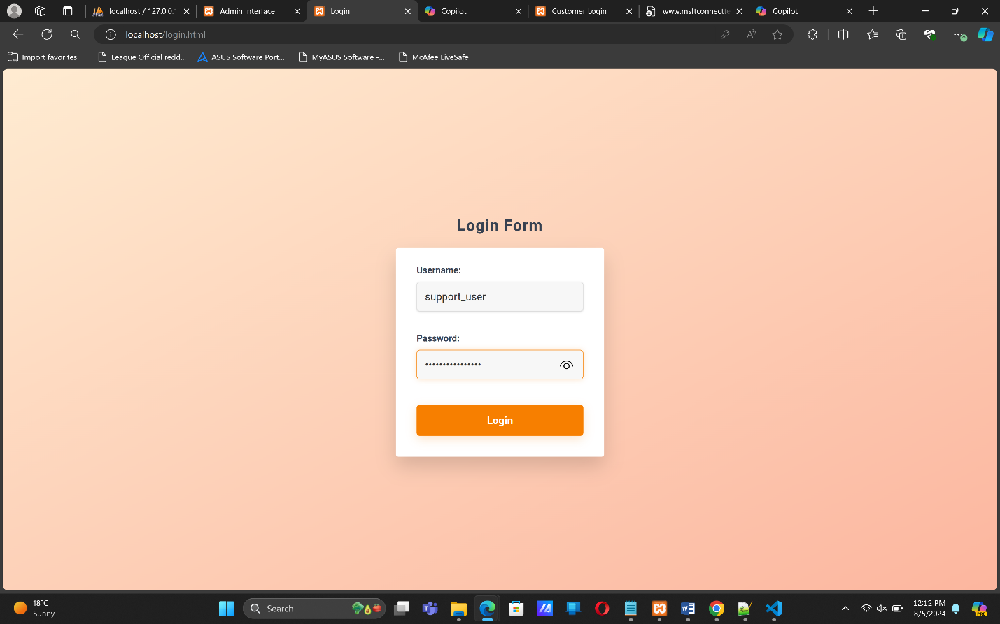 localhost / 127.0.0.1
Admin Interface
Login
Copilot
Customer Login
www.msftconnectte
Copilot
localhost/login.html
Import favorites
League Official redd...
ASUS Software Port...
MyASUS Software -...
McAfee LiveSafe
Login Form
Username:
support_user
Password:
••••••••••••••••
Login
18°C
Sunny
Search
12:12 PM
8/5/2024
PRE